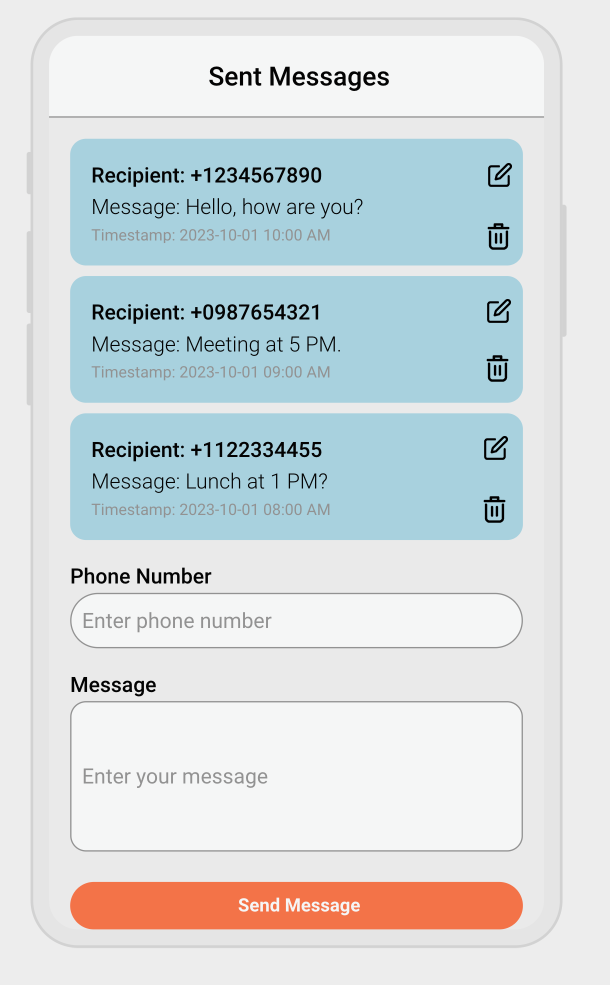 Sent Messages
Recipient: +1234567890
Message: Hello, how are you?
Timestamp: 2023-10-01 10:00 AM
Recipient: +0987654321
Message: Meeting at 5 PM.
Timestamp: 2023-10-01 09:00 AM
Recipient: +1122334455
Message: Lunch at 1 PM?
Timestamp: 2023-10-01 08:00 AM
Phone Number
Enter phone number
Message
Enter your message
Send Message